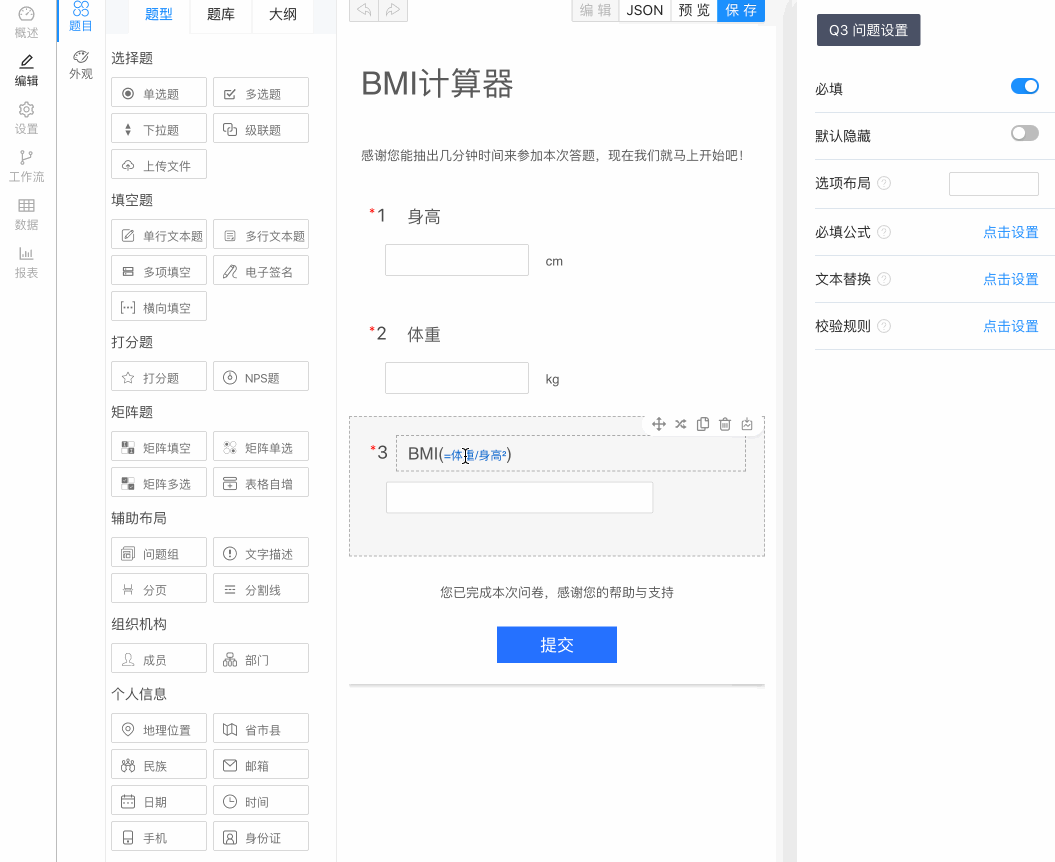 概述
编辑
设置
工作流
数据
报表
题目
外观
题型 题库 大纲
选择题
单选题 多选题
下拉题 级联题
上传文件
填空题
单行文本题 多行文本题
多项填空 电子签名
横向填空
打分题
打分题 NPS题
矩阵题
矩阵填空 矩阵单选
矩阵多选 表格自增
辅助布局
问题组 文字描述
分页 分割线
组织机构
成员 部门
个人信息
地理位置 省市县
民族 邮箱
日期 时间
手机 身份证
编 辑 JSON 预 览 保 存
BMI计算器
感谢您能抽出几分钟时间来参加本次答题，现在我们就马上开始吧！
*1 身高
cm
*2 体重
kg
*3 BMI(=体重/身高²)
您已完成本次问卷，感谢您的帮助与支持
提交
Q3 问题设置
必填
默认隐藏
选项布局 ?
必填公式 ? 点击设置
文本替换 ? 点击设置
校验规则 ? 点击设置